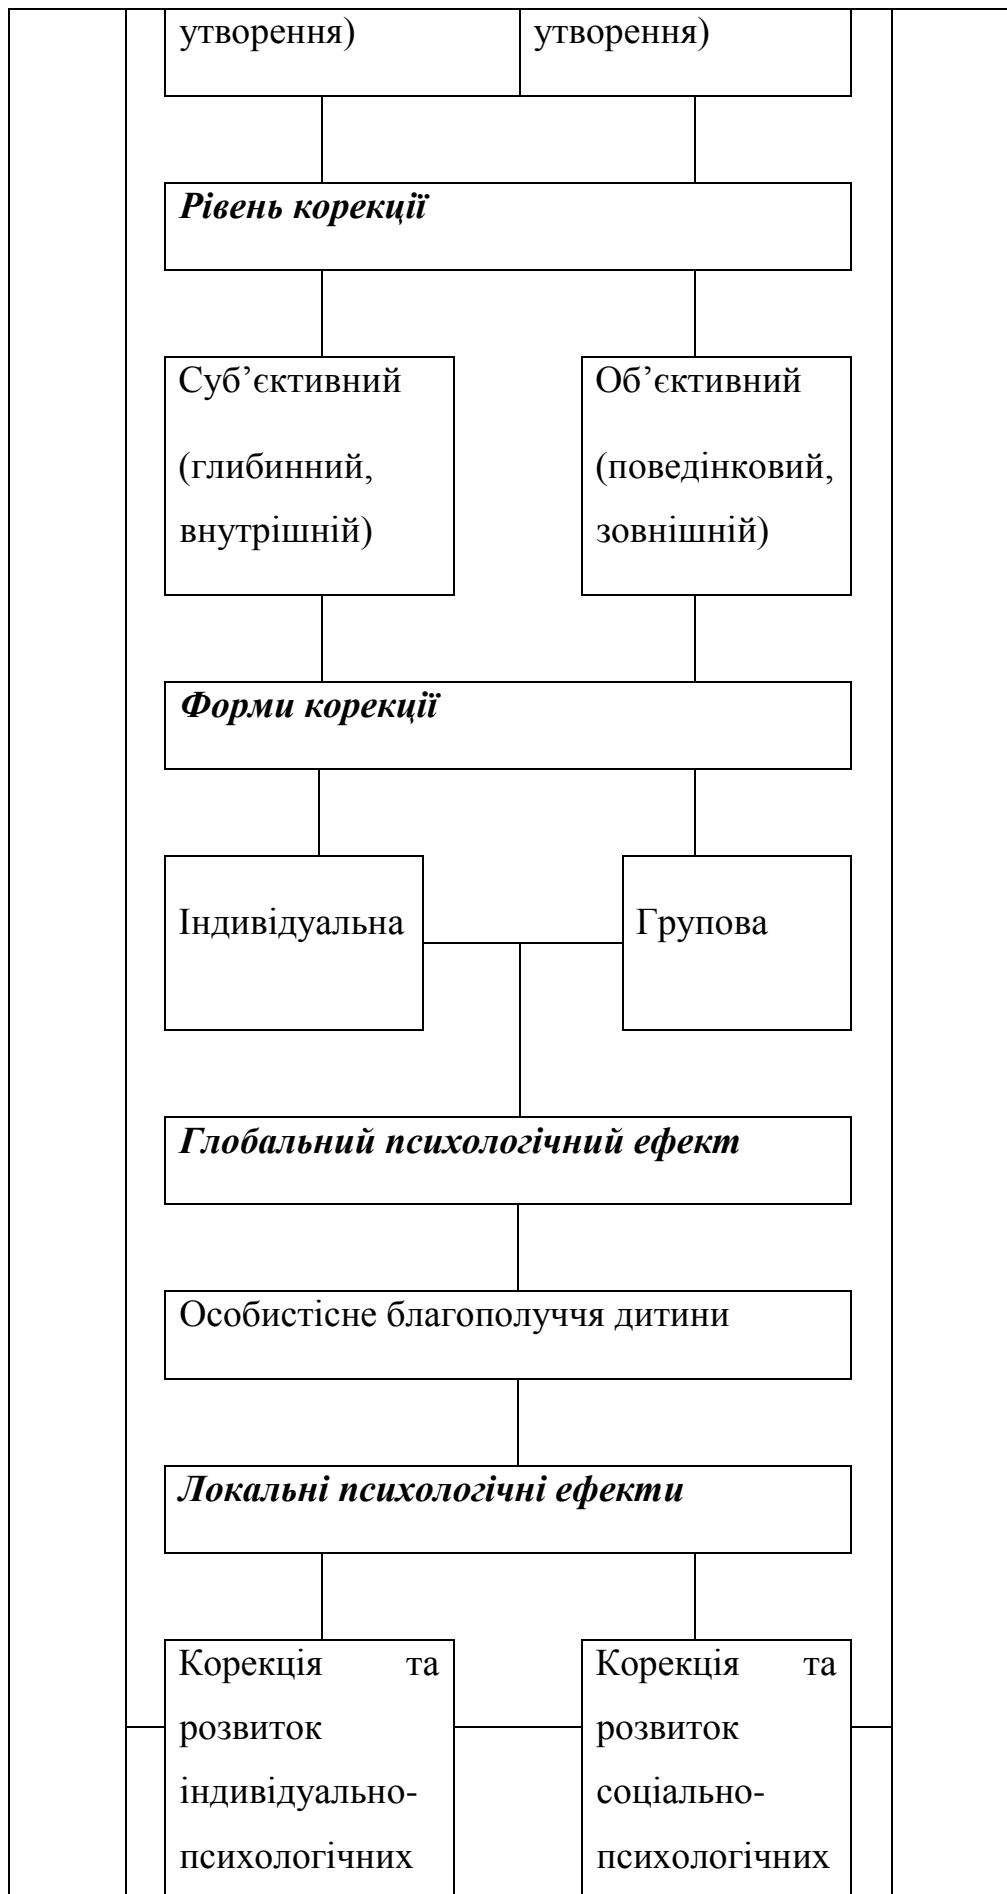 утворення)
утворення)
Рівень корекції
Суб’єктивний
(глибинний,
внутрішній)
Об’єктивний
(поведінковий,
зовнішній)
Форми корекції
Індивідуальна
Групова
Глобальний психологічний ефект
Особистісне благополуччя дитини
Локальні психологічні ефекти
Корекція та
розвиток
індивідуально-
психологічних
Корекція та
розвиток
соціально-
психологічних